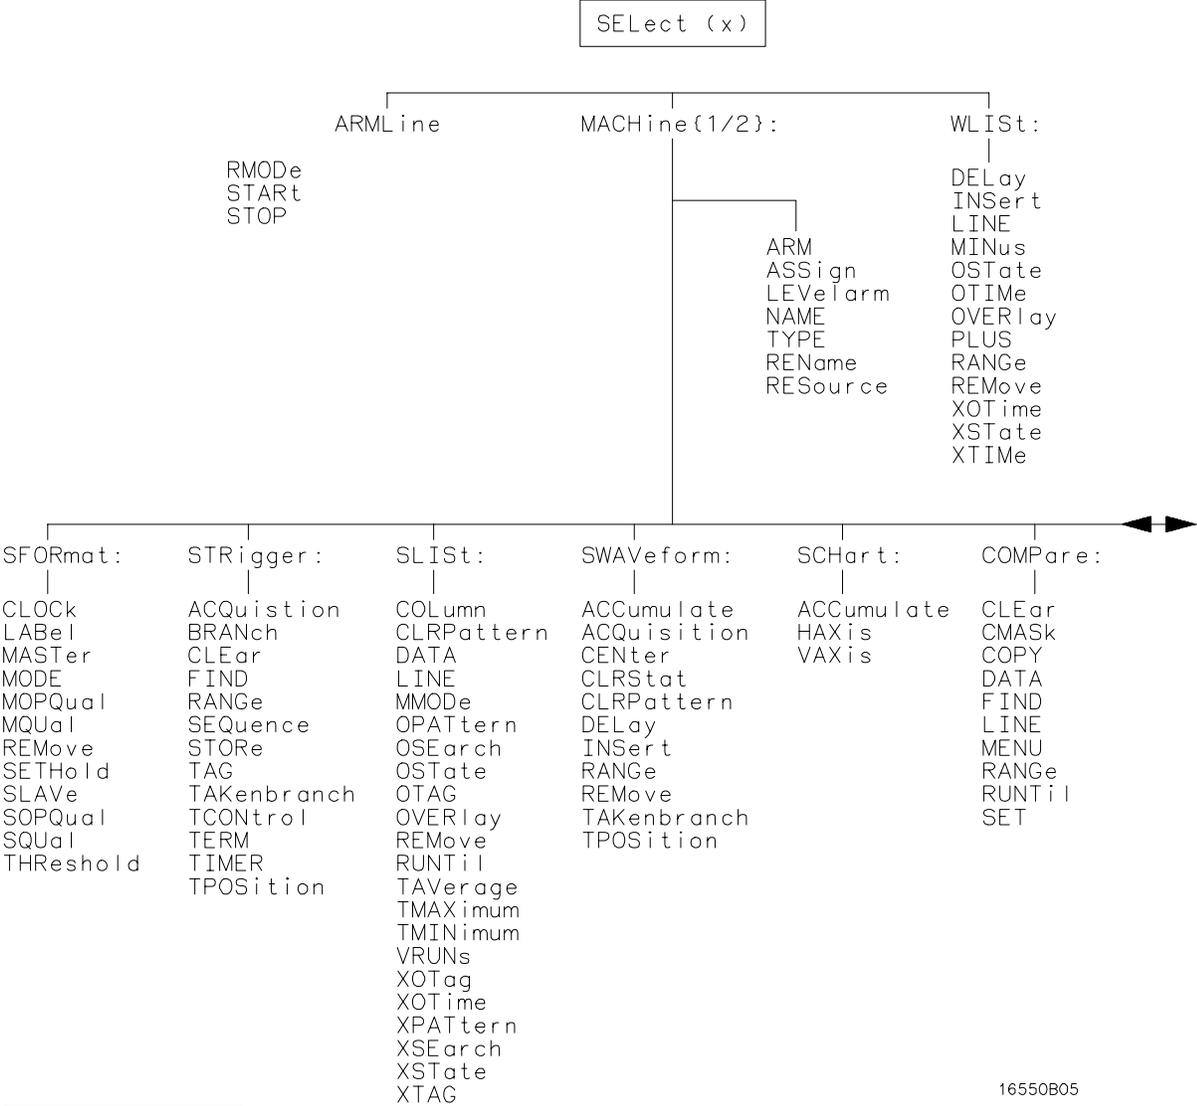 SELect (x)
ARMLine
MACHine{1/2}:
WLISt:
RMODe
STARt
STOP
ARM
ASSign
LEVelarm
NAME
TYPE
REName
RESource
DELay
INSert
LINE
MINus
OSTate
OTIMe
OVERlay
PLUS
RANGe
REMove
XOTime
XSTate
XTIMe
SFORmat:
CLOCk
LABel
MASTer
MODE
MOPQual
MQUal
REMove
SETHold
SLAVe
SOPQual
SQUal
THReshold
STRigger:
ACQuistion
BRANch
CLEar
FIND
RANGe
SEQuence
STORe
TAG
TAKenbranch
TCONtrol
TERM
TIMER
TPOSition
SLISt:
COLumn
CLRPattern
DATA
LINE
MMODe
OPATtern
OSEarch
OSTate
OTAG
OVERlay
REMove
RUNTil
TAVerage
TMAXimum
TMINimum
VRUNs
XOTag
XOTime
XPATtern
XSEarch
XSTate
XTAG
SWAVeform:
ACCumulate
ACQuisition
CENter
CLRStat
CLRPattern
DELay
INSert
RANGe
REMove
TAKenbranch
TPOSition
SCHart:
ACCumulate
HAXis
VAXis
COMPare:
CLEar
CMASk
COPY
DATA
FIND
LINE
MENU
RANGe
RUNTil
SET
16550B05